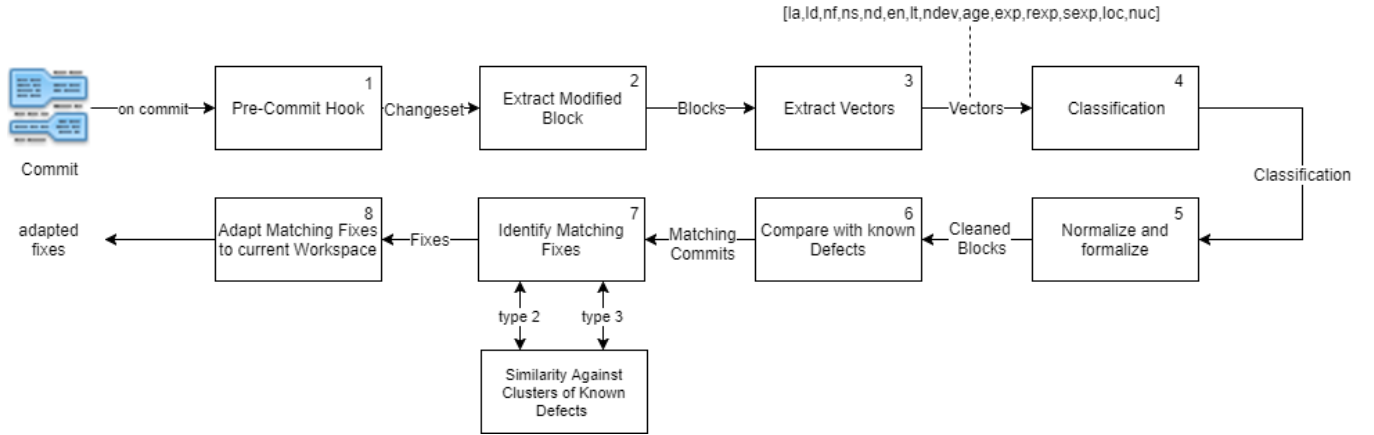 [la,ld,nf,ns,nd,en,lt,ndev,age,exp,rexp,sexp,loc,nuc]
Commit
on commit
1
Pre-Commit Hook
Changeset
2
Extract Modified
Block
Blocks
3
Extract Vectors
Vectors
4
Classification
Classification
5
Normalize and
formalize
Cleaned
Blocks
6
Compare with known
Defects
Matching
Commits
7
Identify Matching
Fixes
Fixes
8
Adapt Matching Fixes
to current Workspace
adapted
fixes
type 2
type 3
Similarity Against
Clusters of Known
Defects